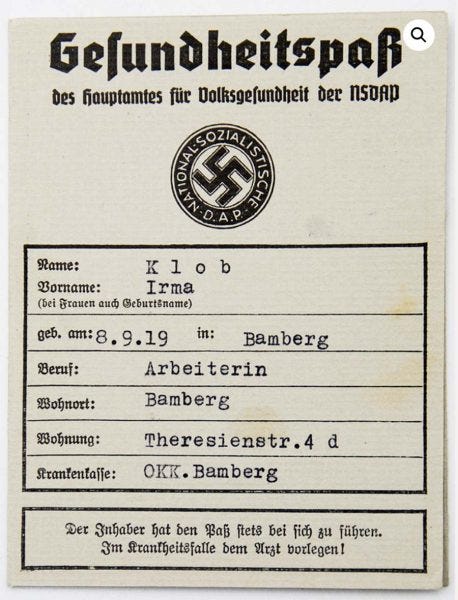 Gesundheitspaß
des Hauptamtes für Volksgesundheit der NSDAP
NATIONAL-SOZIALISTISCHE
D.A.P.
Name: Klob
Vorname: Irma
(bei Frauen auch Geburtsname)
geb. am: 8.9.19 in: Bamberg
Beruf: Arbeiterin
Wohnort: Bamberg
Wohnung: Theresienstr.4 d
Krankenkasse: OKK.Bamberg
Der Inhaber hat den Paß stets bei sich zu führen.
Im Krankheitsfalle dem Arzt vorlegen!